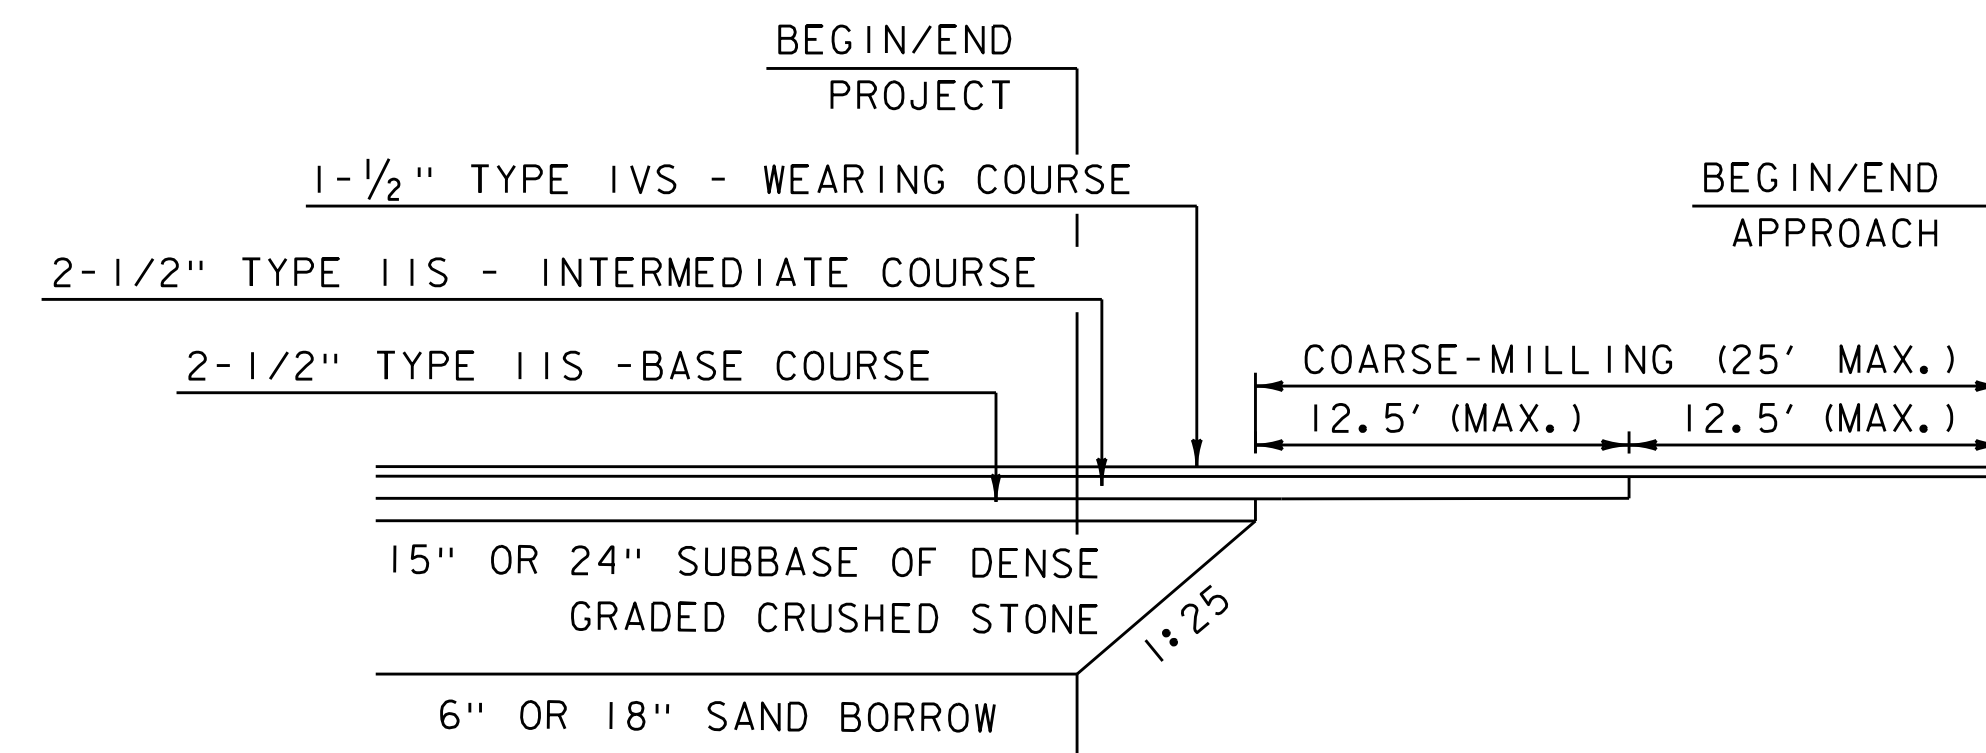 BEGIN/END
PROJECT
1-1/2" TYPE IVS - WEARING COURSE
BEGIN/END
APPROACH
2-1/2" TYPE IIS - INTERMEDIATE COURSE
2-1/2" TYPE IIS -BASE COURSE
COARSE-MILLING (25' MAX.)
12.5' (MAX.)
12.5' (MAX.)
15" OR 24" SUBBASE OF DENSE
GRADED CRUSHED STONE
1:25
6" OR 18" SAND BORROW